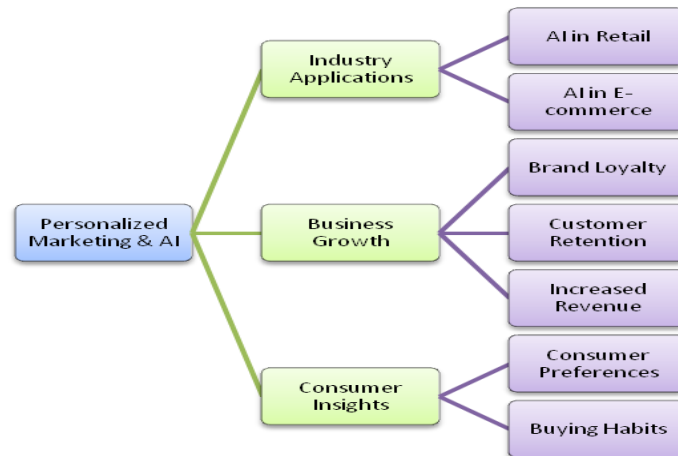 Personalized
Marketing & AI
Industry
Applications
AI in Retail
AI in E-
commerce
Business
Growth
Brand Loyalty
Customer
Retention
Increased
Revenue
Consumer
Insights
Consumer
Preferences
Buying Habits